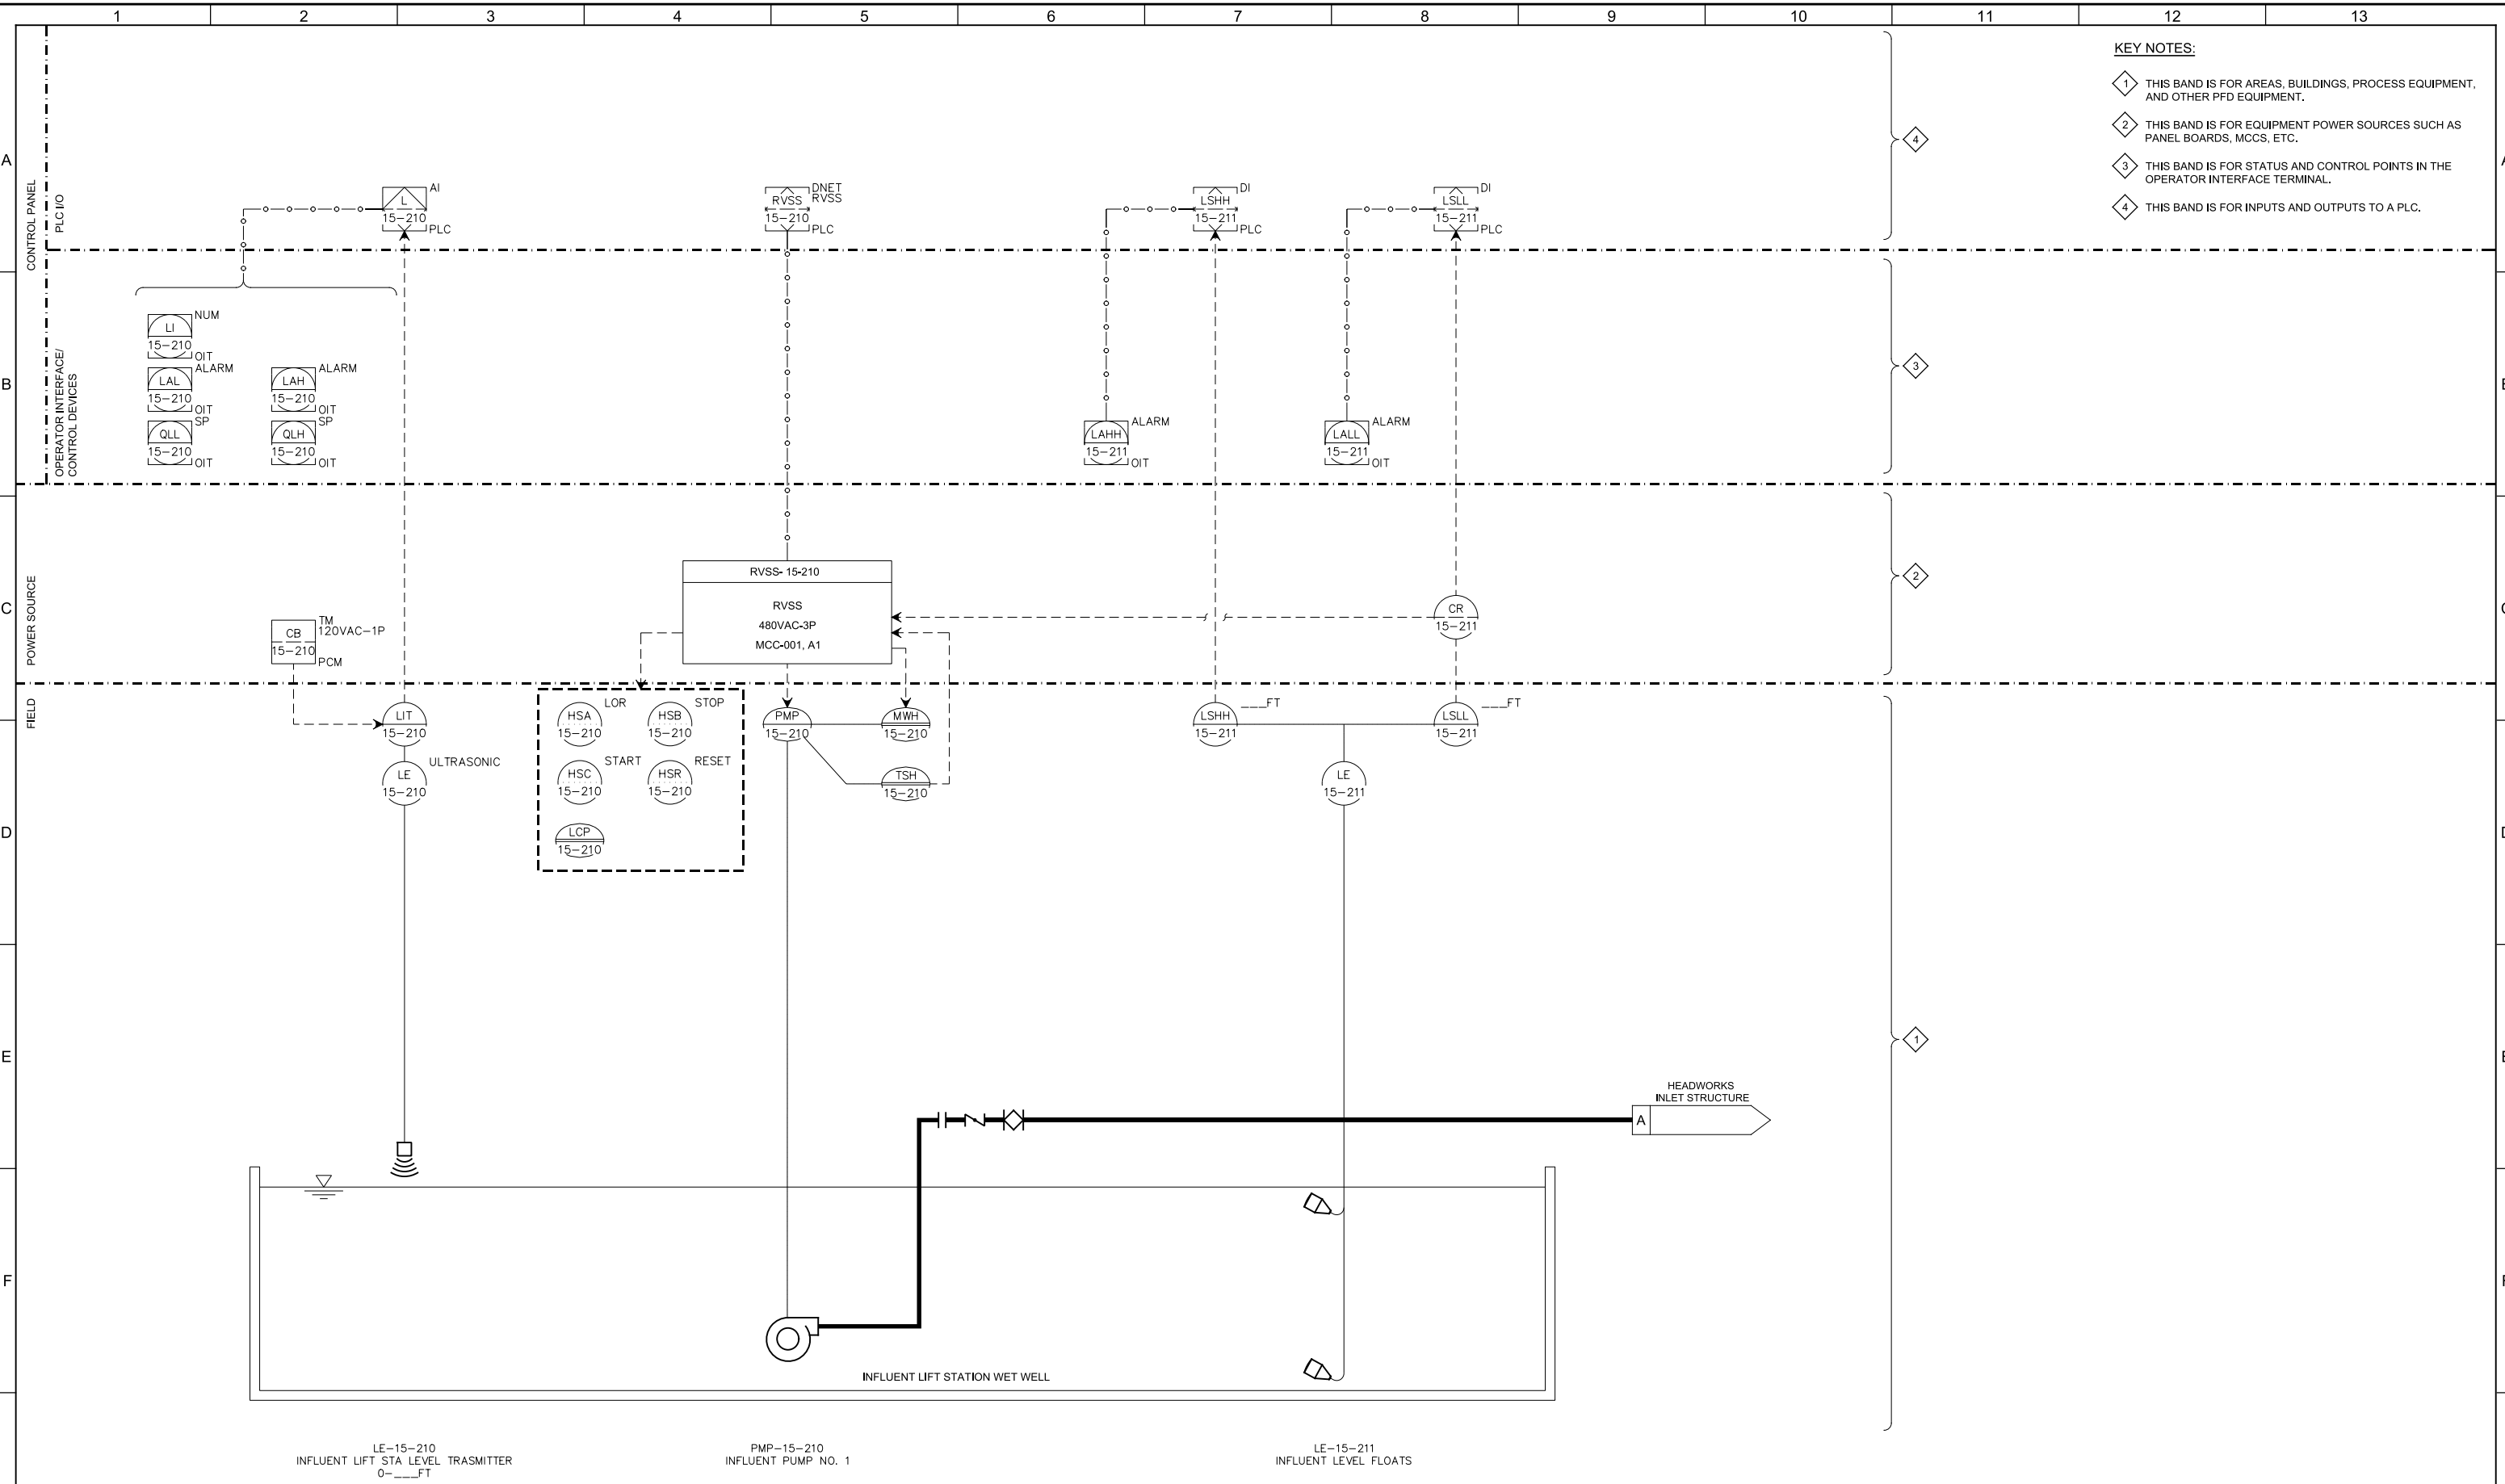 1 2 3 4 5 6 7 8 9 10 11 12 13
KEY NOTES:
1 THIS BAND IS FOR AREAS, BUILDINGS, PROCESS EQUIPMENT,
AND OTHER PFD EQUIPMENT.
2 THIS BAND IS FOR EQUIPMENT POWER SOURCES SUCH AS
PANEL BOARDS, MCCS, ETC.
3 THIS BAND IS FOR STATUS AND CONTROL POINTS IN THE
OPERATOR INTERFACE TERMINAL.
4 THIS BAND IS FOR INPUTS AND OUTPUTS TO A PLC.
A
CONTROL PANEL
PLC I/O
L
15-210
AI
PLC
RVSS
15-210
DNET
RVSS
PLC
LSHH
15-211
DI
PLC
LSLL
15-211
DI
PLC
4
B
OPERATOR INTERFACE/
CONTROL DEVICES
LI
15-210
NUM
OIT
LAL
15-210
ALARM
OIT
LAH
15-210
ALARM
OIT
QLL
15-210
SP
OIT
QLH
15-210
SP
OIT
LAHH
15-211
ALARM
OIT
LALL
15-211
ALARM
OIT
3
C
POWER SOURCE
CB
15-210
TM
120VAC-1P
PCM
RVSS- 15-210
RVSS
480VAC-3P
MCC-001, A1
CR
15-211
2
FIELD
LIT
15-210
LE
15-210
ULTRASONIC
HSA
15-210
LOR
HSB
15-210
STOP
HSC
15-210
START
HSR
15-210
RESET
LCP
15-210
PMP
15-210
MWH
15-210
TSH
15-210
LSHH
15-211
___FT
LSLL
15-211
___FT
LE
15-211
D
E
1
HEADWORKS
INLET STRUCTURE
A
F
INFLUENT LIFT STATION WET WELL
LE-15-210
INFLUENT LIFT STA LEVEL TRASMITTER
0-___FT
PMP-15-210
INFLUENT PUMP NO. 1
LE-15-211
INFLUENT LEVEL FLOATS